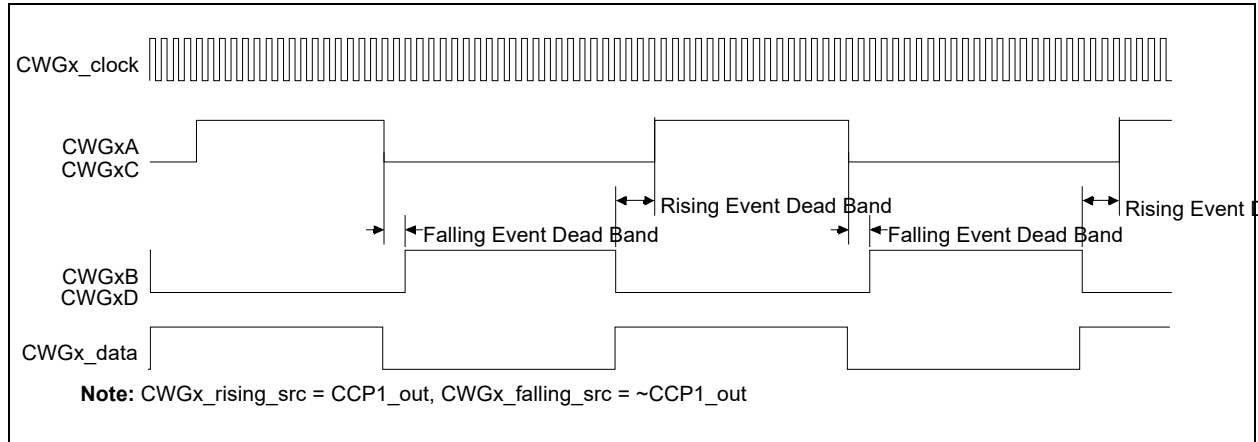 CWGx_clock
CWGxA
CWGxC
Rising Event Dead Band
Rising Event D
Falling Event Dead Band
Falling Event Dead Band
CWGxB
CWGxD
CWGx_data
Note: CWGx_rising_src = CCP1_out, CWGx_falling_src = ~CCP1_out